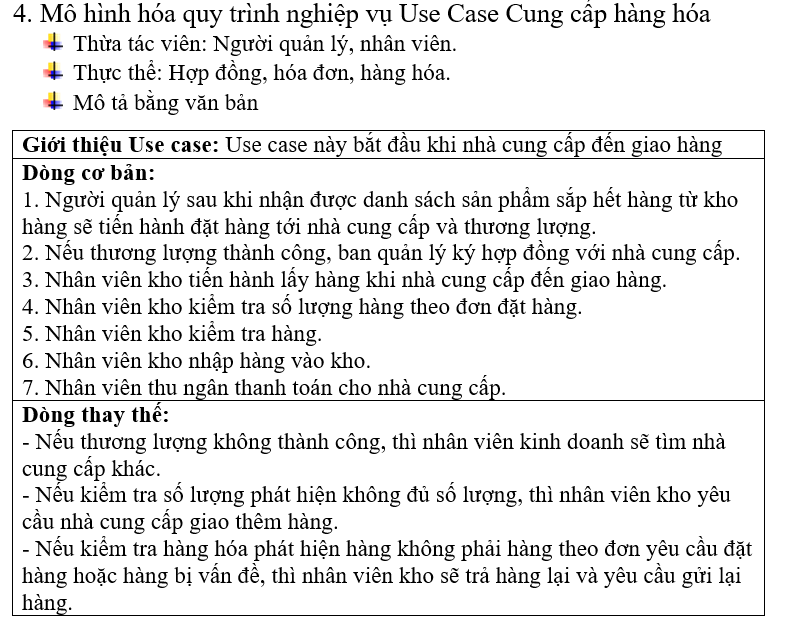 4. Mô hình hóa quy trình nghiệp vụ Use Case Cung cấp hàng hóa
Thừa tác viên: Người quản lý, nhân viên.
Thực thể: Hợp đồng, hóa đơn, hàng hóa.
Mô tả bằng văn bản
Giới thiệu Use case: Use case này bắt đầu khi nhà cung cấp đến giao hàng
Dòng cơ bản:
1. Người quản lý sau khi nhận được danh sách sản phẩm sắp hết hàng từ kho
hàng sẽ tiến hành đặt hàng tới nhà cung cấp và thương lượng.
2. Nếu thương lượng thành công, ban quản lý ký hợp đồng với nhà cung cấp.
3. Nhân viên kho tiến hành lấy hàng khi nhà cung cấp đến giao hàng.
4. Nhân viên kho kiểm tra số lượng hàng theo đơn đặt hàng.
5. Nhân viên kho kiểm tra hàng.
6. Nhân viên kho nhập hàng vào kho.
7. Nhân viên thu ngân thanh toán cho nhà cung cấp.
Dòng thay thế:
- Nếu thương lượng không thành công, thì nhân viên kinh doanh sẽ tìm nhà
cung cấp khác.
- Nếu kiểm tra số lượng phát hiện không đủ số lượng, thì nhân viên kho yêu
cầu nhà cung cấp giao thêm hàng.
- Nếu kiểm tra hàng hóa phát hiện hàng không phải hàng theo đơn yêu cầu đặt
hàng hoặc hàng bị vấn đề, thì nhân viên kho sẽ trả hàng lại và yêu cầu gửi lại
hàng.